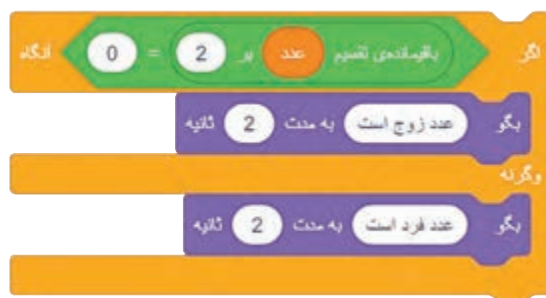 اگر باقیمانده‌ی تقسیم عدد بر 2 = 0 آنگاه
بگو عدد زوج است به مدت 2 ثانیه
وگرنه
بگو عدد فرد است به مدت 2 ثانیه